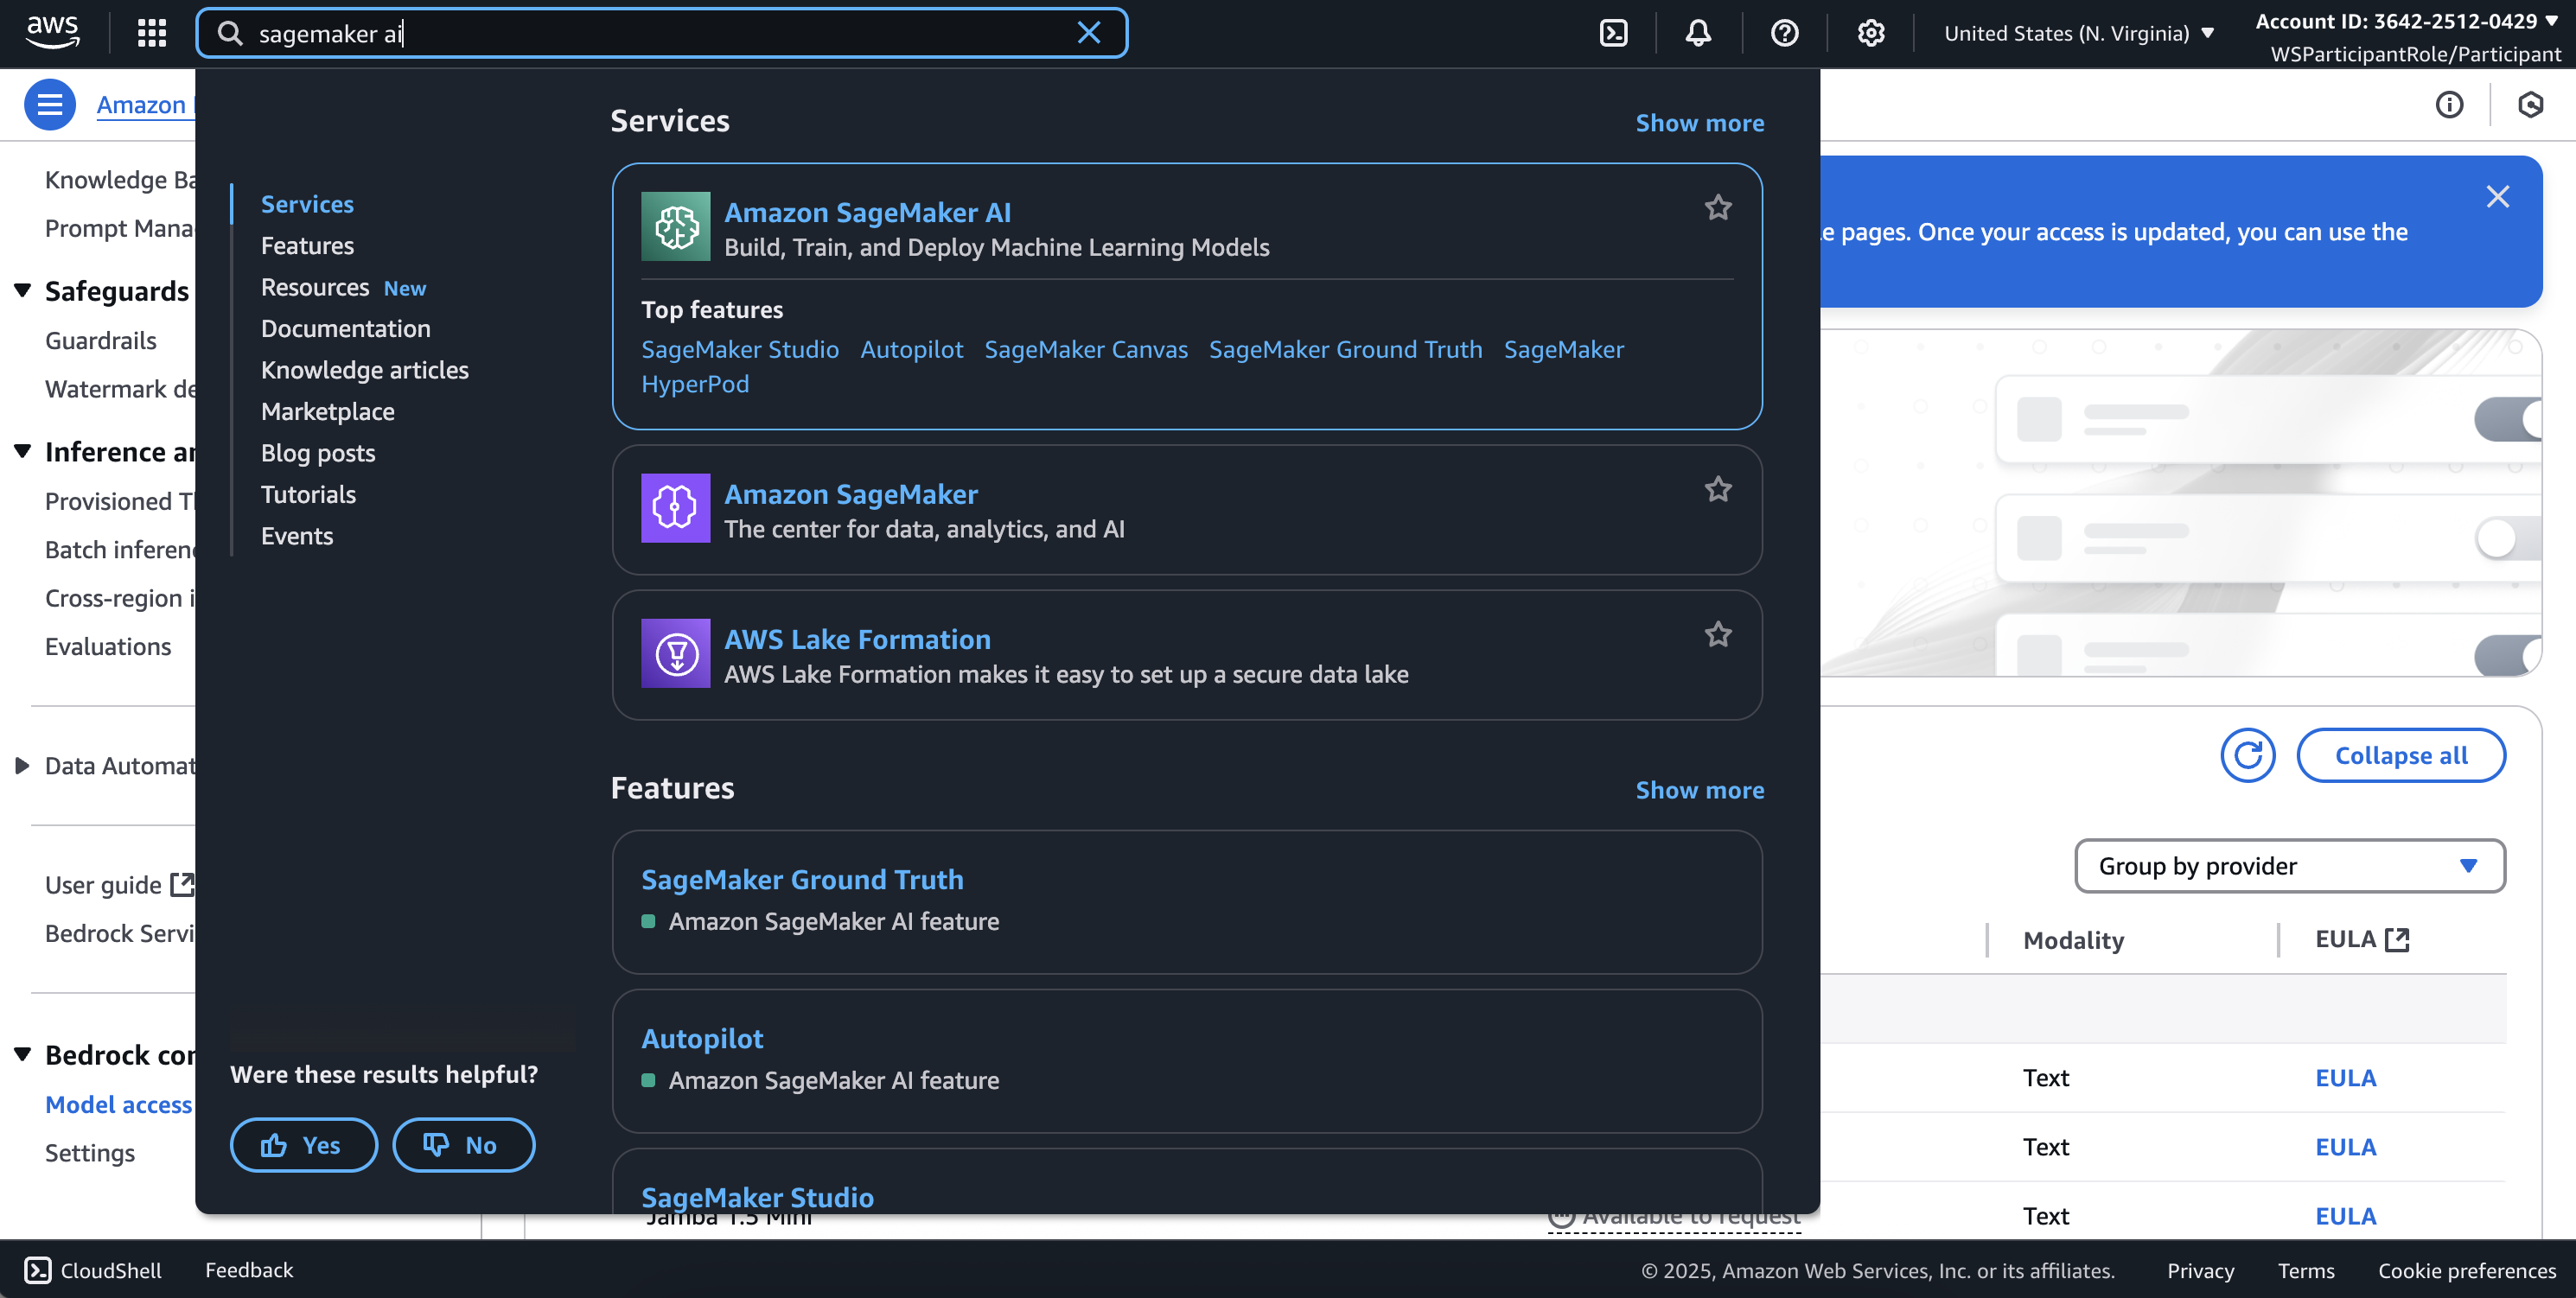 aws
sagemaker ai
United States (N. Virginia)
Account ID: 3642-2512-0429
WSParticipantRole/Participant
Amazon
Knowledge
Prompt
Safeguards
Guardrails
Watermark
Inference
Provisioned
Batch
Cross-region
Evaluations
Data
User guide
Bedrock
Bedrock
Model access
Settings
Services
Features
Resources New
Documentation
Knowledge articles
Marketplace
Blog posts
Tutorials
Events
Were these results helpful?
Yes
No
Services
Show more
Amazon SageMaker AI
Build, Train, and Deploy Machine Learning Models
Top features
SageMaker Studio Autopilot SageMaker Canvas SageMaker Ground Truth SageMaker
HyperPod
Amazon SageMaker
The center for data, analytics, and AI
AWS Lake Formation
AWS Lake Formation makes it easy to set up a secure data lake
Features
Show more
SageMaker Ground Truth
Amazon SageMaker AI feature
Autopilot
Amazon SageMaker AI feature
SageMaker Studio
pages. Once your access is updated, you can use the
Collapse all
Group by provider
Modality
EULA
Text EULA
Text EULA
Jamba 1.5 Mini Available to request Text EULA
CloudShell
Feedback
© 2025, Amazon Web Services, Inc. or its affiliates.
Privacy
Terms
Cookie preferences